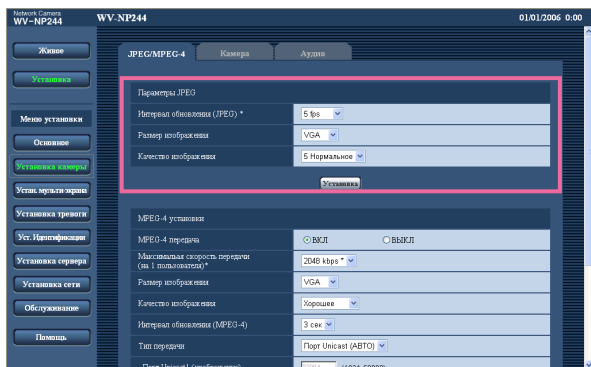 Network Camera
WV-NP244
WV-NP244 01/01/2006 0:00
Живое
Установка
Меню установки
Основное
Установка камеры
Устан. мульти-экрана
Установка тревоги
Уст. Идентификации
Установка сервера
Установка сети
Обслуживание
Помощь
JPEG/MPEG-4 Камера Аудио
Параметры JPEG
Интервал обновления (JPEG) * 5 fps
Размер изображения VGA
Качество изображения 5 Нормальное
Установка
MPEG-4 установки
MPEG-4 передача ВКЛ ВЫКЛ
Максимальная скорость передачи
(на 1 пользователя)* 2048 kbps *
Размер изображения VGA
Качество изображения Хорошее
Интервал обновления (MPEG-4) 3 сек
Тип передачи Порт Unicast (АВТО)
Порт Unicast1 (изображение)